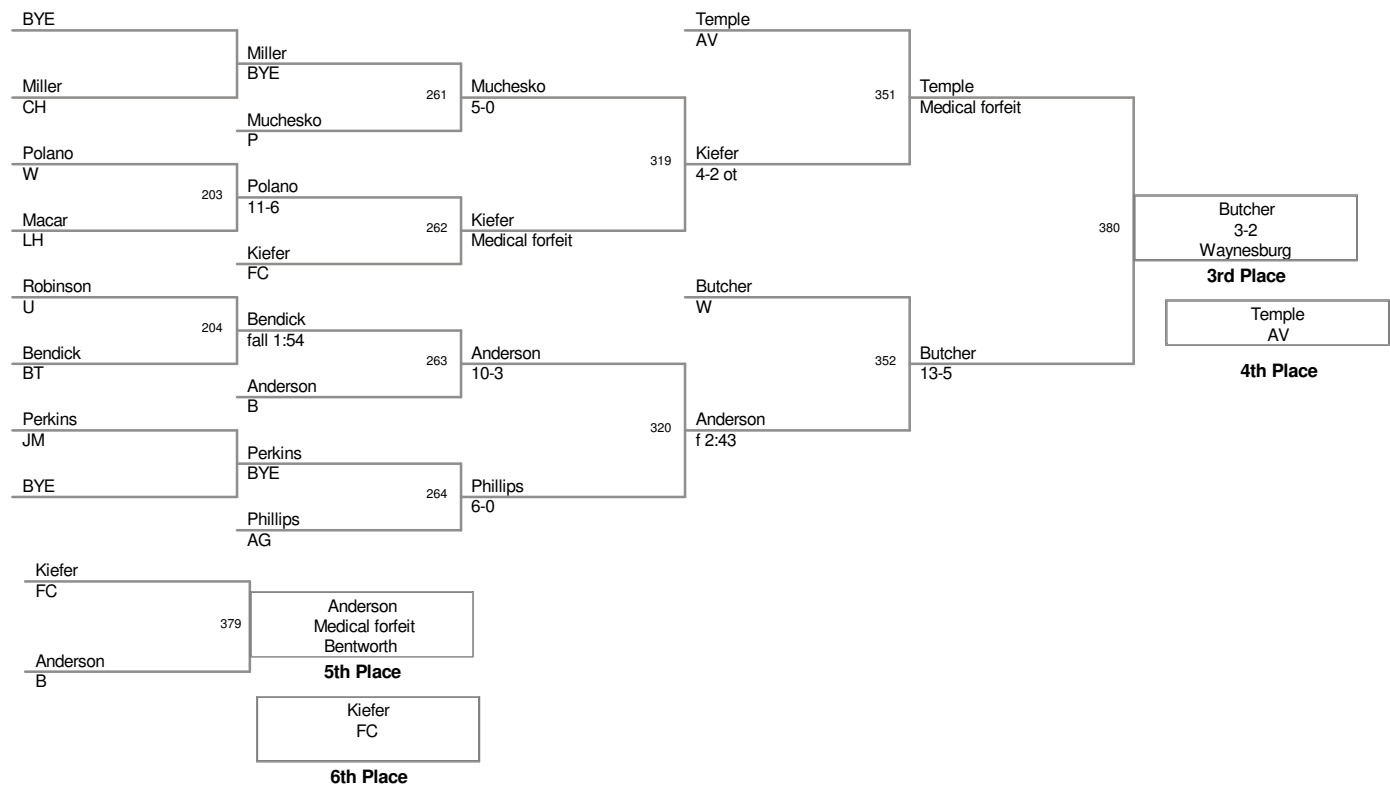 BYE
Miller
CH
Polano
W
Macar
LH
Robinson
U
Bendick
BT
Perkins
JM
BYE
Miller
BYE
Muchesko
P
203
Polano
11-6
Kiefer
FC
204
Bendick
fall 1:54
Anderson
B
Perkins
BYE
Phillips
AG
261
Muchesko
5-0
262
Kiefer
Medical forfeit
263
Anderson
10-3
264
Phillips
6-0
Temple
AV
319
Kiefer
4-2 ot
Butcher
W
320
Anderson
f 2:43
351
Temple
Medical forfeit
352
Butcher
13-5
380
Butcher
3-2
Waynesburg
3rd Place
Temple
AV
4th Place
Kiefer
FC
379
Anderson
B
Anderson
Medical forfeit
Bentworth
5th Place
Kiefer
FC
6th Place